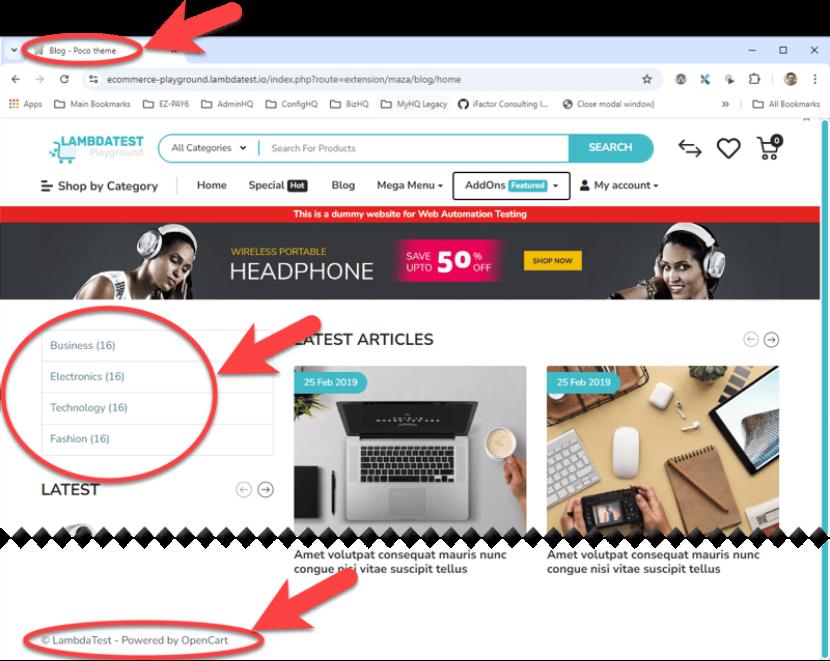 Blog - Poco theme
ecommerce-playground.lambdatest.io/index.php?route=extension/maza/blog/home
Apps Main Bookmarks EZ-PAY6 AdminHQ ConfigHQ BizHQ MyHQ Legacy iFactor Consulting I... Close modal window} » All Bookmarks
LAMBDATEST
Playground
All Categories Search For Products SEARCH
0
Shop by Category Home Special Hot Blog Mega Menu AddOns Featured My account
This is a dummy website for Web Automation Testing
WIRELESS PORTABLE
HEADPHONE
SAVE UPTO 50% OFF
SHOP NOW
Business (16)
Electronics (16)
Technology (16)
Fashion (16)
LATEST
LATEST ARTICLES
25 Feb 2019
25 Feb 2019
Amet volutpat consequat mauris nunc
congue nisi vitae suscipit tellus
Amet volutpat consequat mauris nunc
congue nisi vitae suscipit tellus
© LambdaTest - Powered by OpenCart